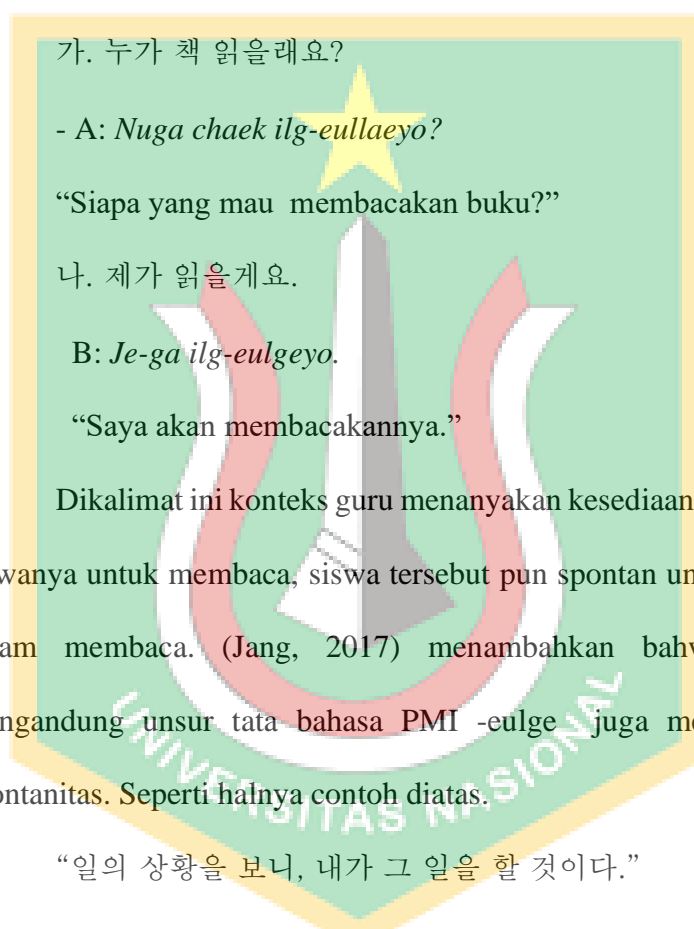 가. 누가 책 읽을래요?
- A: Nuga chaek ilg-eullaeyo?
“Siapa yang mau membacakan buku?”
나. 제가 읽을게요.
B: Je-ga ilg-eulgeyo.
“Saya akan membacakannya.”
Dikalimat ini konteks guru menanyakan kesediaan
wanya untuk membaca, siswa tersebut pun spontan un
am membaca. (Jang, 2017) menambahkan bahw
ngandung unsur tata bahasa PMI -eulge juga me
ontanitas. Seperti halnya contoh diatas.
UNIVERSITAS NASIONAL
“일의 상황을 보니, 내가 그 일을 할 것이다.”